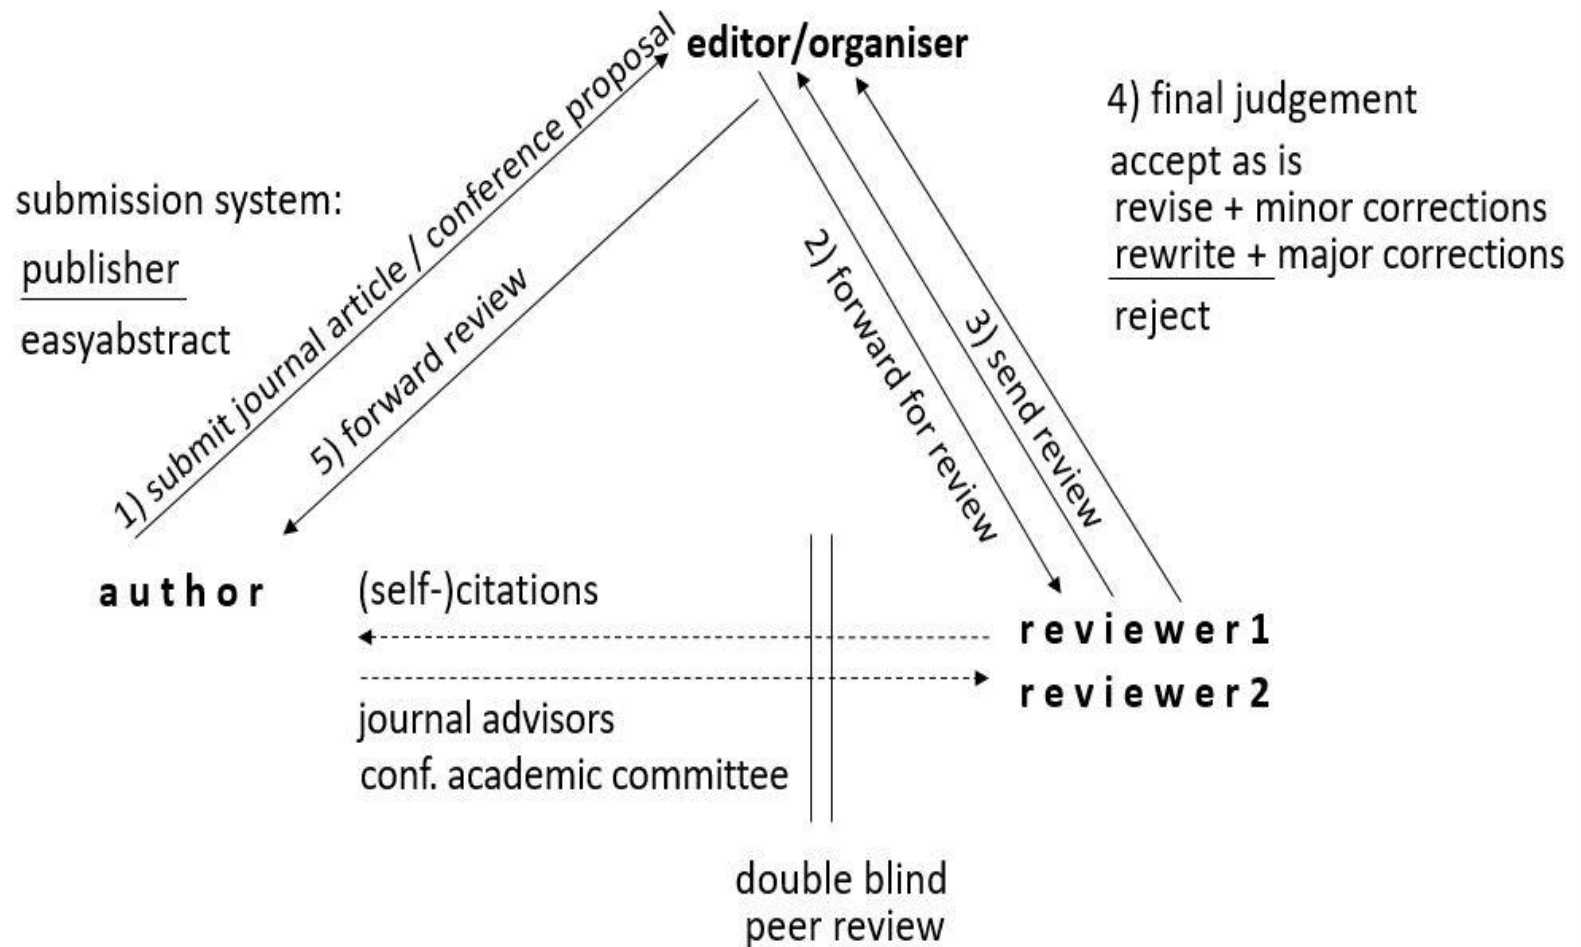 editor/organiser
1) submit journal article / conference proposal
4) final judgement
accept as is
revise + minor corrections
rewrite + major corrections
reject
submission system:
publisher
easyabstract
5) forward review
2) forward for review
3) send review
author
(self-)citations
reviewer1
reviewer2
journal advisors
conf. academic committee
double blind
peer review